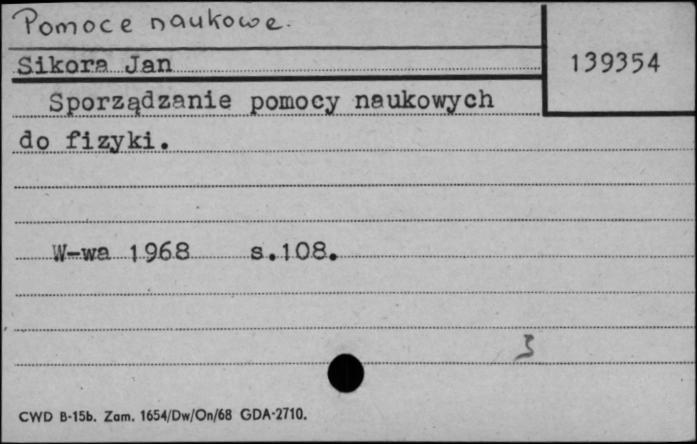 Pomoce naukowe.
Sikora Jan
139354
Sporządzanie pomocy naukowych
do fizyki.
W-wa 1968 s.108.
3
CWD B-15b. Zam. 1654/Dw/On/68 GDA-2710.